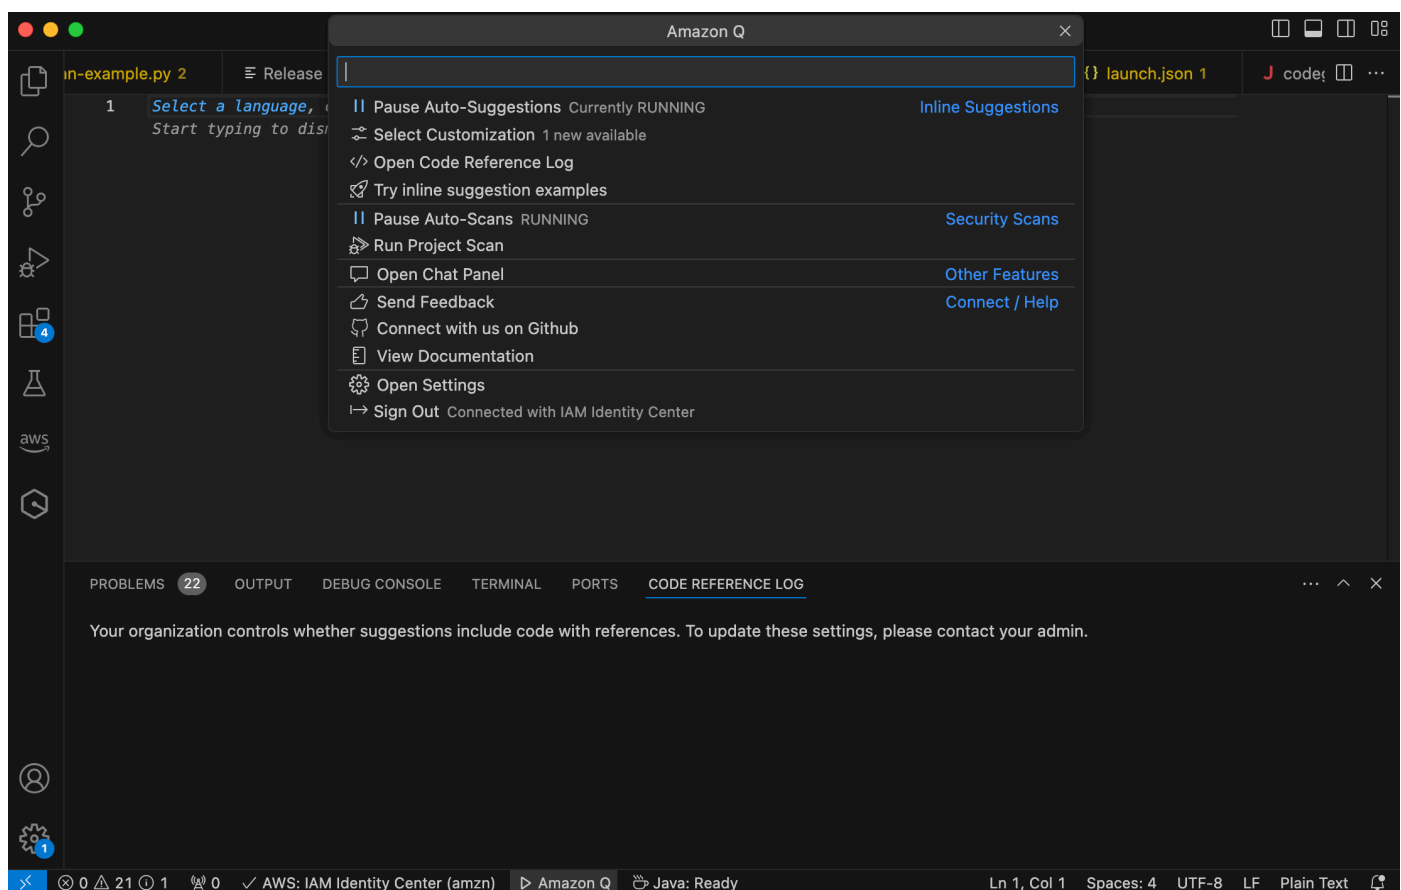 Amazon Q
an-example.py 2
Release
launch.json 1
J
Pause Auto-Suggestions Currently RUNNING Inline Suggestions
Select Customization 1 new available
Open Code Reference Log
Try inline suggestion examples
Pause Auto-Scans RUNNING Security Scans
Run Project Scan
Open Chat Panel Other Features
Send Feedback Connect / Help
Connect with us on Github
View Documentation
Open Settings
Sign Out Connected with IAM Identity Center
1 Select a language,
Start typing to
4
aws
PROBLEMS 22 OUTPUT DEBUG CONSOLE TERMINAL PORTS CODE REFERENCE LOG
Your organization controls whether suggestions include code with references. To update these settings, please contact your admin.
1
0 21 1 0 AWS: IAM Identity Center (amzn) Amazon Q Java: Ready Ln 1, Col 1 Spaces: 4 UTF-8 LF Plain Text